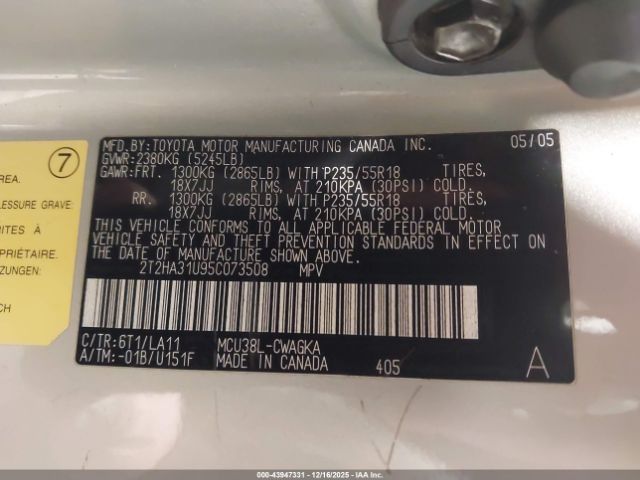 MFD.BY:TOYOTA MOTOR MANUFACTURING CANADA INC. 05/05
GVWR:2380KG (5245LB)
GAWR:FRT. 1300KG (2865LB) WITH P235/55R18 TIRES,
18X7JJ RIMS, AT 210KPA (30PSI) COLD.
RR. 1300KG (2865LB) WITH P235/55R18 TIRES,
18X7JJ RIMS, AT 210KPA (30PSI) COLD.
THIS VEHICLE CONFORMS TO ALL APPLICABLE FEDERAL MOTOR
VEHICLE SAFETY AND THEFT PREVENTION STANDARDS IN EFFECT ON
THE DATE OF MANUFACTURE SHOWN ABOVE.
2T2HA31U95C073508 MPV
C/TR:6T1/LA11 MCU38L-CWAGKA
A/TM:-01B/U151F MADE IN CANADA 405 A
7
REA.
LESSURE GRAVE:
RITES À
PROPIÉTAIRE.
ZUNGEN:
CH
000-43947331 - 12/16/2025 - IAA Inc.